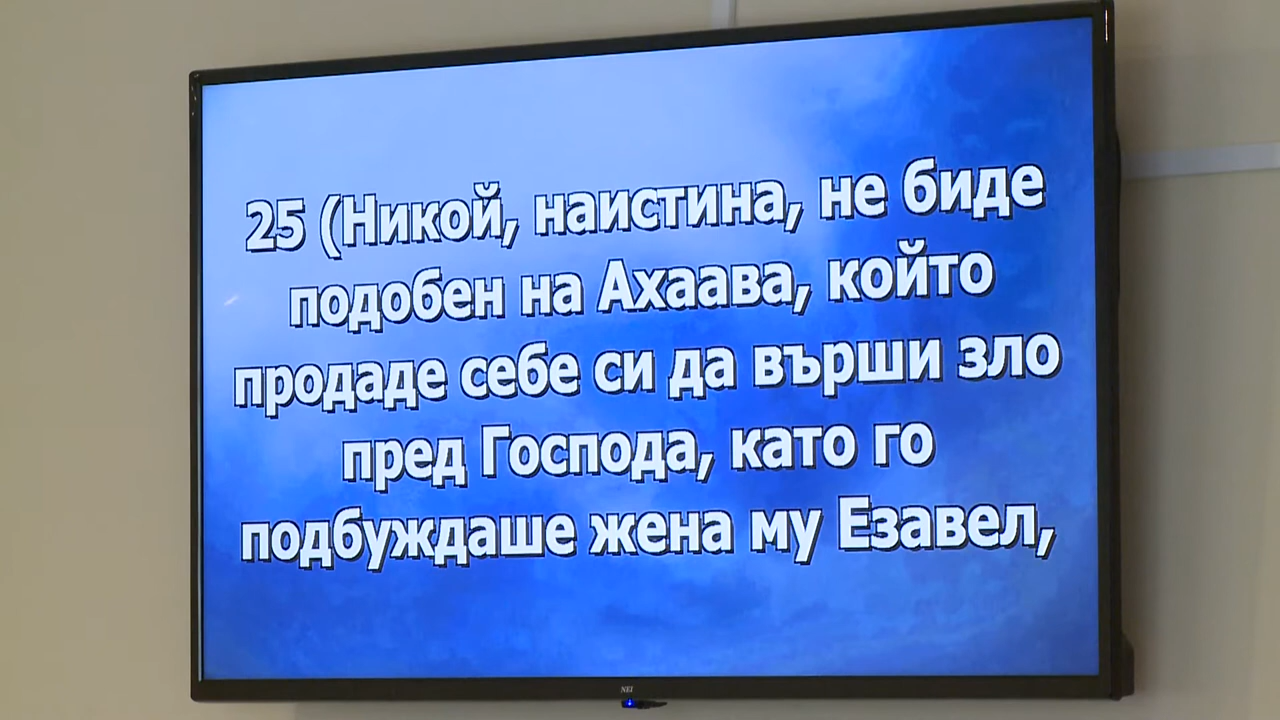 25 (Никой, наистина, не биде
подобен на Ахаава, който
продаде себе си да върши зло
пред Господа, като го
подбуждаше жена му Езавел,
NEI